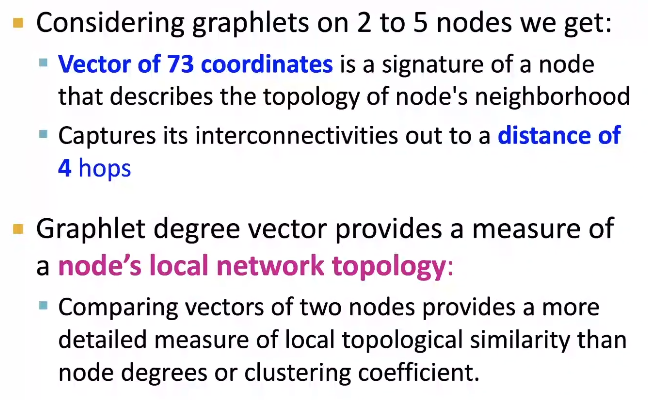 Considering graphlets on 2 to 5 nodes we get:
Vector of 73 coordinates is a signature of a node
that describes the topology of node's neighborhood
Captures its interconnectivities out to a distance of
4 hops
Graphlet degree vector provides a measure of
a node’s local network topology:
Comparing vectors of two nodes provides a more
detailed measure of local topological similarity than
node degrees or clustering coefficient.